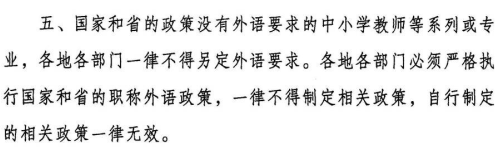 五、国家和省的政策没有外语要求的中小学教师等系列或专
业，各地各部门一律不得另定外语要求。各地各部门必须严格执
行国家和省的职称外语政策，一律不得制定相关政策，自行制定
的相关政策一律无效。